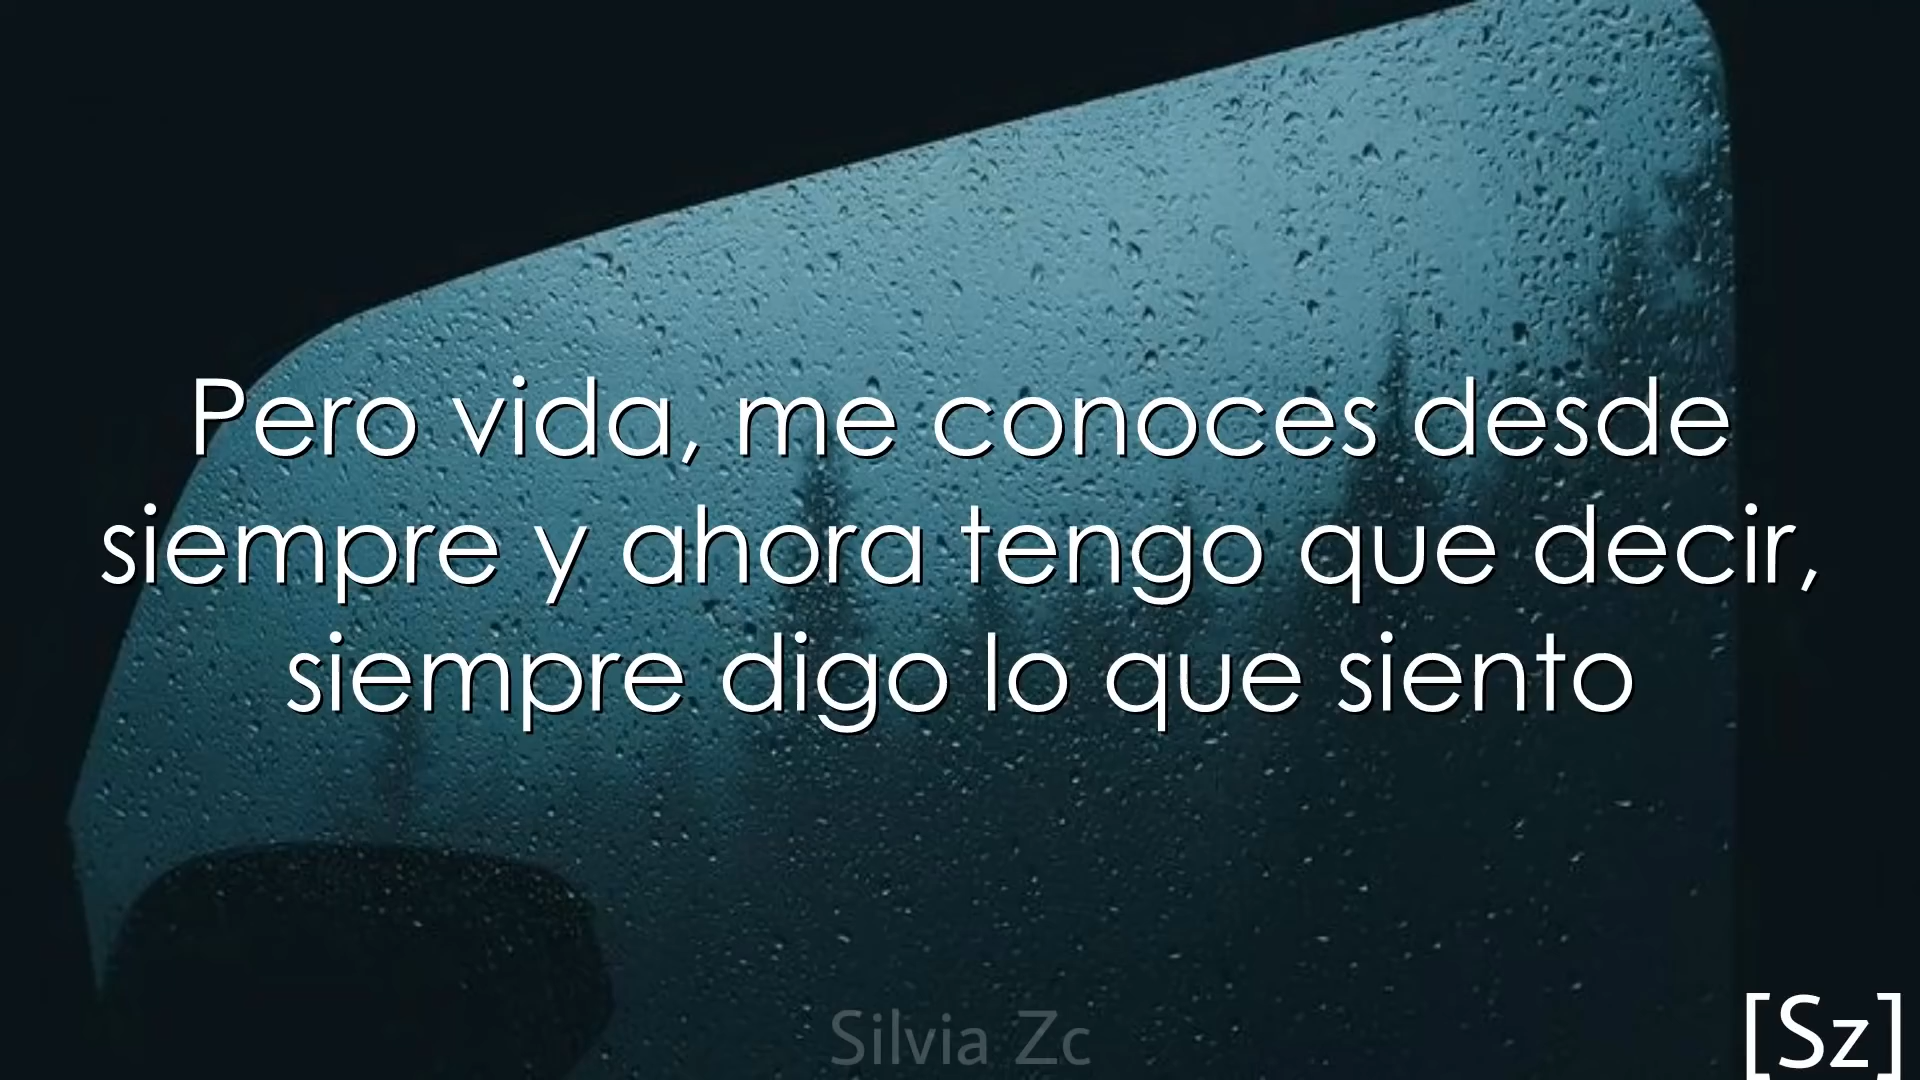 Pero vida, me conoces desde
siempre y ahora tengo que decir,
siempre digo lo que siento
Silvia Zc
[Sz]